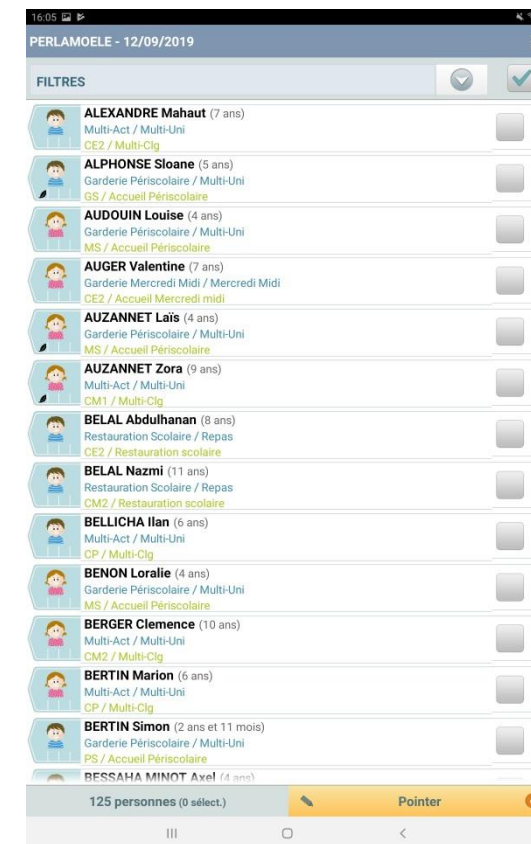 16:05
PERLAMOELE - 12/09/2019
FILTRES
ALEXANDRE Mahaut (7 ans)
Multi-Act / Multi-Uni
CE2 / Multi-Clg
ALPHONSE Sloane (5 ans)
Garderie Périscolaire / Multi-Uni
GS / Accueil Périscolaire
AUDOUIN Louise (4 ans)
Garderie Périscolaire / Multi-Uni
MS / Accueil Périscolaire
AUGER Valentine (7 ans)
Garderie Mercredi Midi / Mercredi Midi
CE2 / Accueil Mercredi midi
AUZANNET Laïs (4 ans)
Garderie Périscolaire / Multi-Uni
MS / Accueil Périscolaire
AUZANNET Zora (9 ans)
Multi-Act / Multi-Uni
CM1 / Multi-Clg
BELAL Abdulhanan (8 ans)
Restauration Scolaire / Repas
CE2 / Restauration scolaire
BELAL Nazmi (11 ans)
Restauration Scolaire / Repas
CM2 / Restauration scolaire
BELLICHA Ilan (6 ans)
Multi-Act / Multi-Uni
CP / Multi-Clg
BENON Loralie (4 ans)
Garderie Périscolaire / Multi-Uni
MS / Accueil Périscolaire
BERGER Clemence (10 ans)
Multi-Act / Multi-Uni
CM2 / Multi-Clg
BERTIN Marion (6 ans)
Multi-Act / Multi-Uni
CP / Multi-Clg
BERTIN Simon (2 ans et 11 mois)
Garderie Périscolaire / Multi-Uni
PS / Accueil Périscolaire
BESSAHA MINOT Axel (4 ans)
125 personnes (0 sélect.)
Pointer